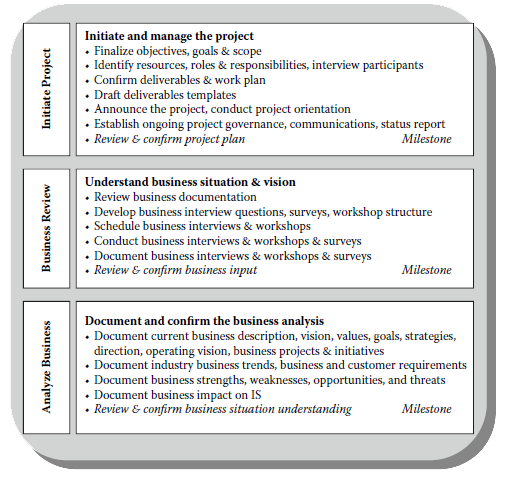 Initiate Project
Initiate and manage the project
• Finalize objectives, goals & scope
• Identify resources, roles & responsibilities, interview participants
• Confirm deliverables & work plan
• Draft deliverables templates
• Announce the project, conduct project orientation
• Establish ongoing project governance, communications, status report
• Review & confirm project plan Milestone
Business Review
Understand business situation & vision
• Review business documentation
• Develop business interview questions, surveys, workshop structure
• Schedule business interviews & workshops
• Conduct business interviews & workshops & surveys
• Document business interviews & workshops & surveys
• Review & confirm business input Milestone
Analyze Business
Document and confirm the business analysis
• Document current business description, vision, values, goals, strategies,
direction, operating vision, business projects & initiatives
• Document industry business trends, business and customer requirements
• Document business strengths, weaknesses, opportunities, and threats
• Document business impact on IS
• Review & confirm business situation understanding Milestone